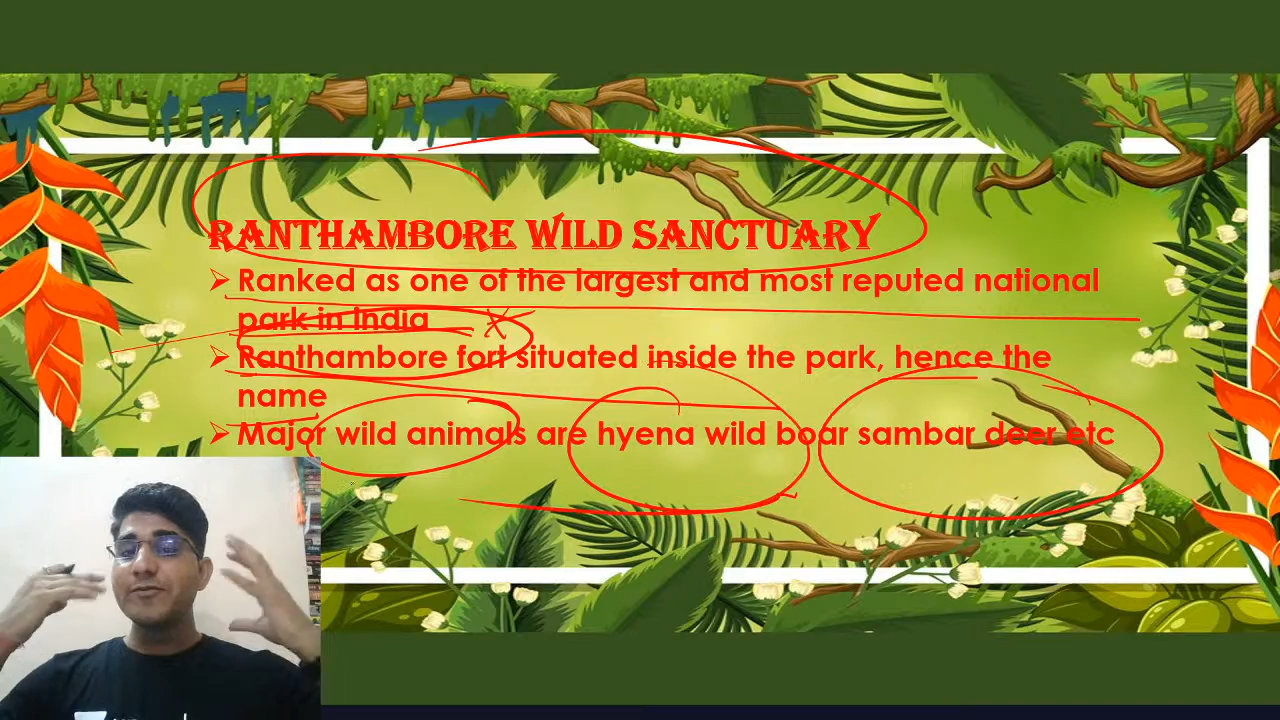 RANTHAMBORE WILD SANCTUARY
➢ Ranked as one of the largest and most reputed national
park in india
➢ Ranthambore fort situated inside the park, hence the
name
➢ Major wild animals are hyena wild boar sambar deer etc